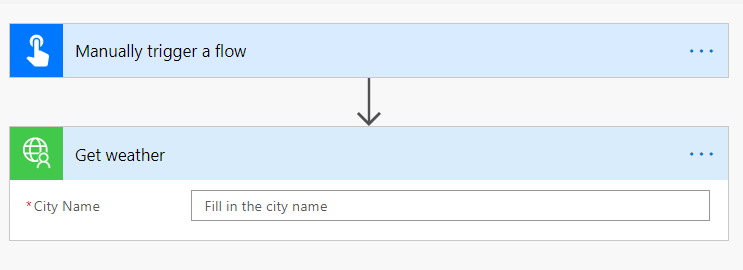 Manually trigger a flow
...
Get weather
...
*City Name
Fill in the city name